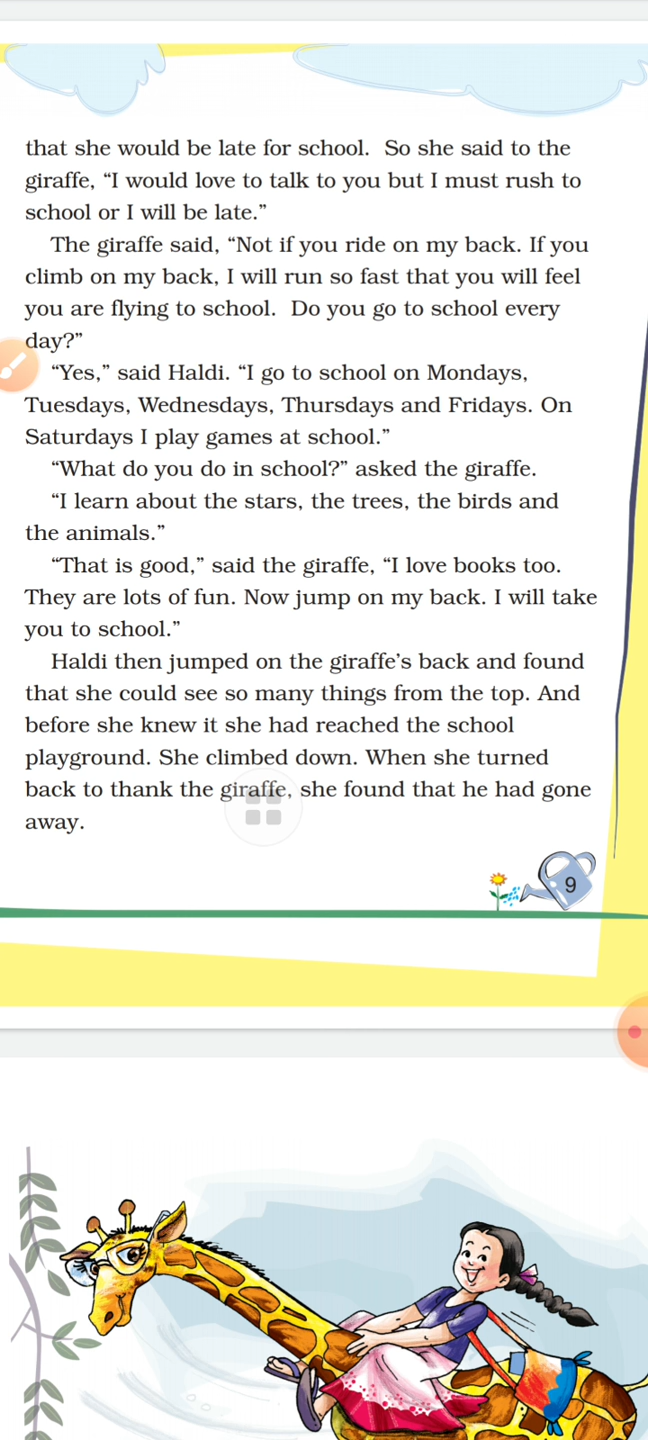 that she would be late for school.  So she said to the
giraffe, “I would love to talk to you but I must rush to
school or I will be late.”
The giraffe said, “Not if you ride on my back. If you
climb on my back, I will run so fast that you will feel
you are flying to school.  Do you go to school every
day?”
“Yes,” said Haldi. “I go to school on Mondays,
Tuesdays, Wednesdays, Thursdays and Fridays. On
Saturdays I play games at school.”
“What do you do in school?” asked the giraffe.
“I learn about the stars, the trees, the birds and
the animals.”
“That is good,” said the giraffe, “I love books too.
They are lots of fun. Now jump on my back. I will take
you to school.”
Haldi then jumped on the giraffe’s back and found
that she could see so many things from the top. And
before she knew it she had reached the school
playground. She climbed down. When she turned
back to thank the giraffe, she found that he had gone
away.
9